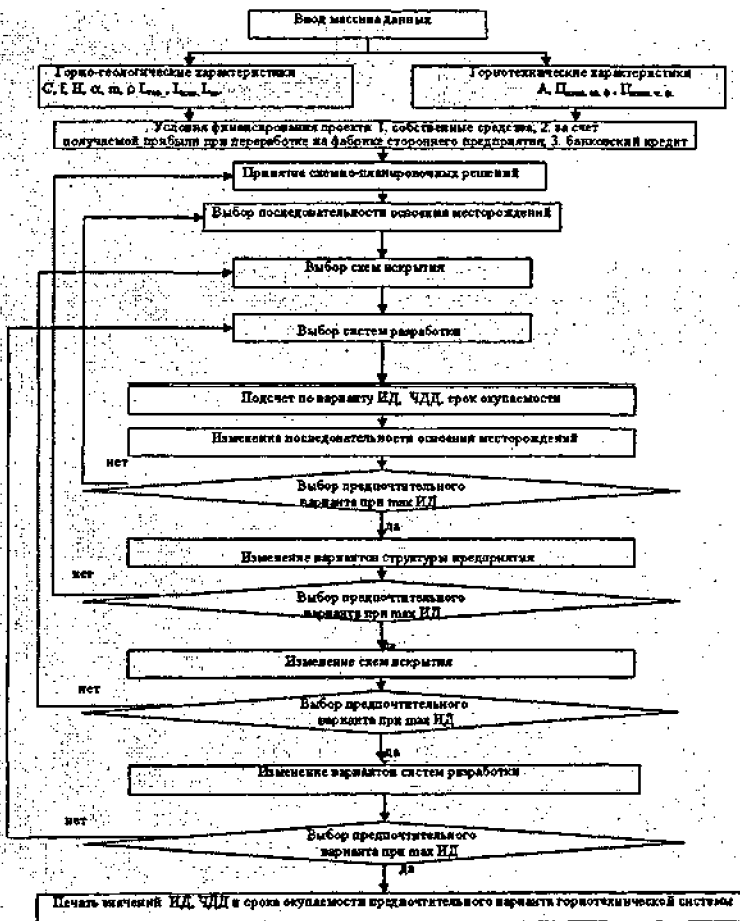 Ввод массива данных
Горно-геологические характеристики
Горнотехнические характеристики
C, f, H, α, m, ρ
A, П
Условия финансирования проекта 1. собственные средства, 2. за счет
получаемой прибыли при переработке на фабрике стороннего предприятия, 3. банковский кредит
Принятие схемно-планировочных решений
Выбор последовательности освоения месторождений
Выбор схем вскрытия
Выбор систем разработки
Подсчет по варианту ИД, ЧДД, срок окупаемости
Изменения последовательности освоения месторождений
нет
Выбор предпочтительного
варианта при max ИД
да
Изменение вариантов структуры предприятия
нет
Выбор предпочтительного
варианта при max ИД
да
Изменение схем вскрытия
нет
Выбор предпочтительного
варианта при max ИД
да
Изменение вариантов систем разработки
нет
Выбор предпочтительного
варианта при max ИД
да
Печать значений ИД, ЧДД и срока окупаемости предпочтительного варианта горнотехнической системы